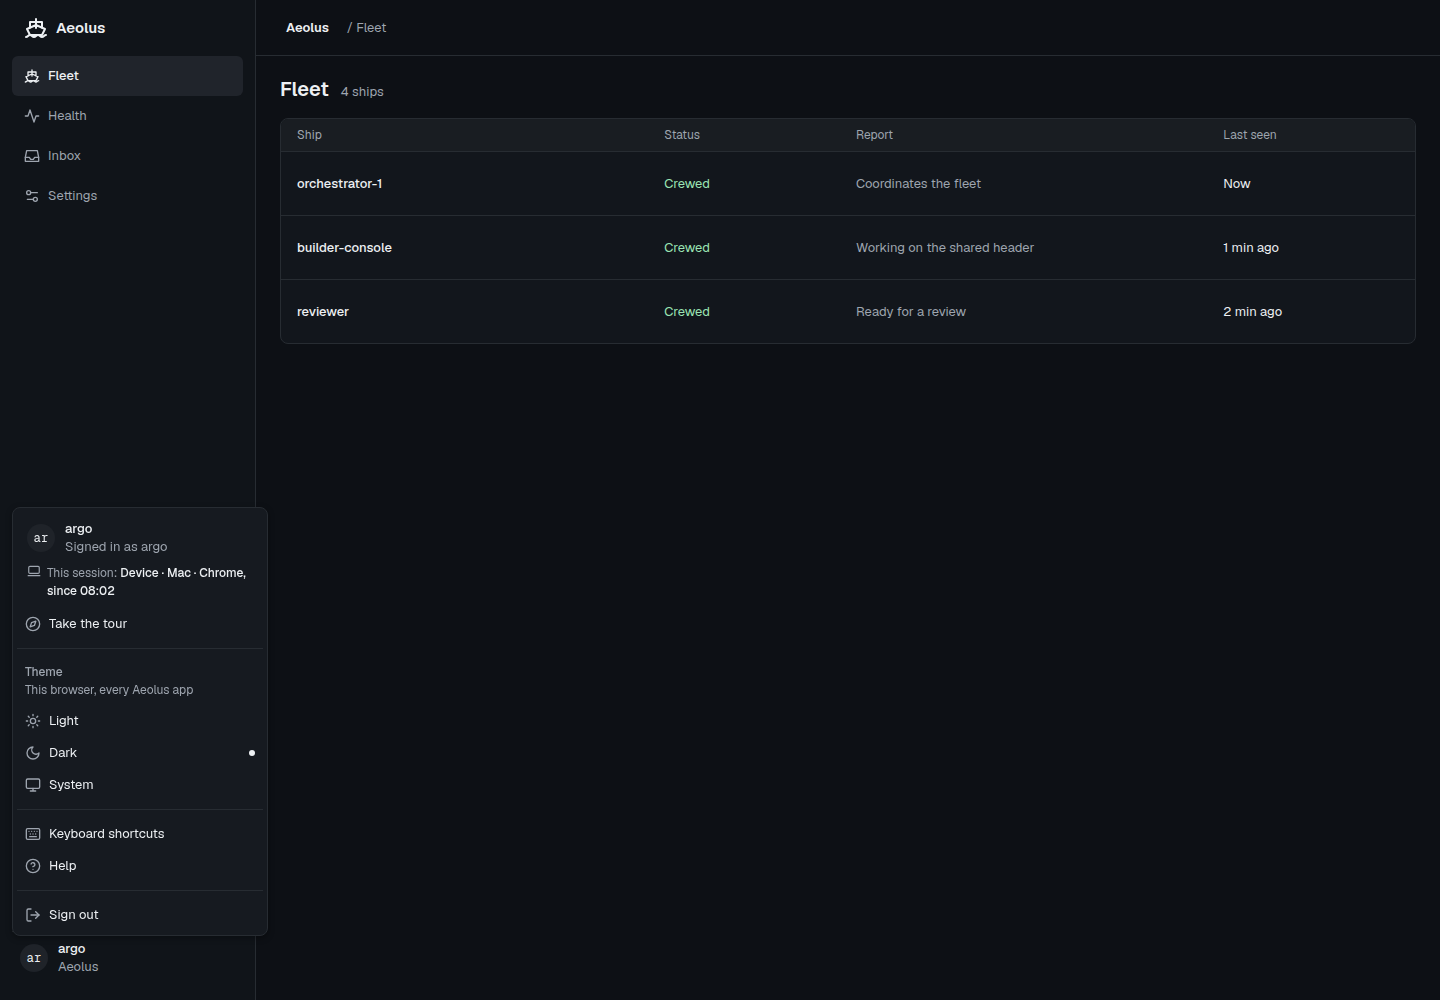 Aeolus
Fleet
Health
Inbox
Settings
Aeolus / Fleet
Fleet 4 ships
Ship Status Report Last seen
orchestrator-1 Crewed Coordinates the fleet Now
builder-console Crewed Working on the shared header 1 min ago
reviewer Crewed Ready for a review 2 min ago
ar argo
Signed in as argo
This session: Device · Mac · Chrome,
since 08:02
Take the tour
Theme
This browser, every Aeolus app
Light
Dark
System
Keyboard shortcuts
Help
Sign out
ar argo
Aeolus